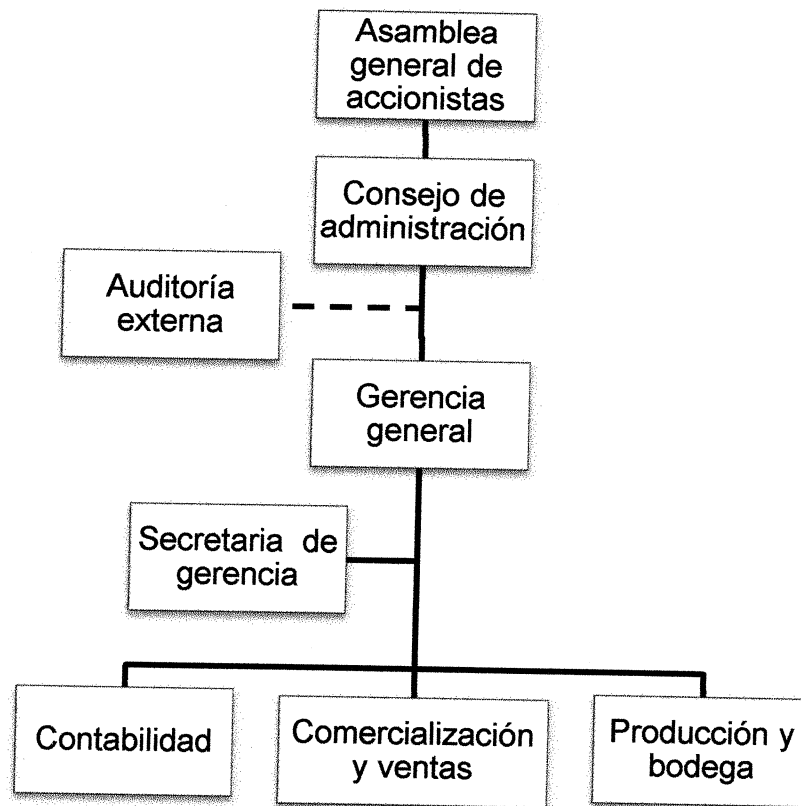 Asamblea
general de
accionistas
Consejo de
administración
Auditoría
externa
Gerencia
general
Secretaria de
gerencia
Contabilidad
Comercialización
y ventas
Producción y
bodega